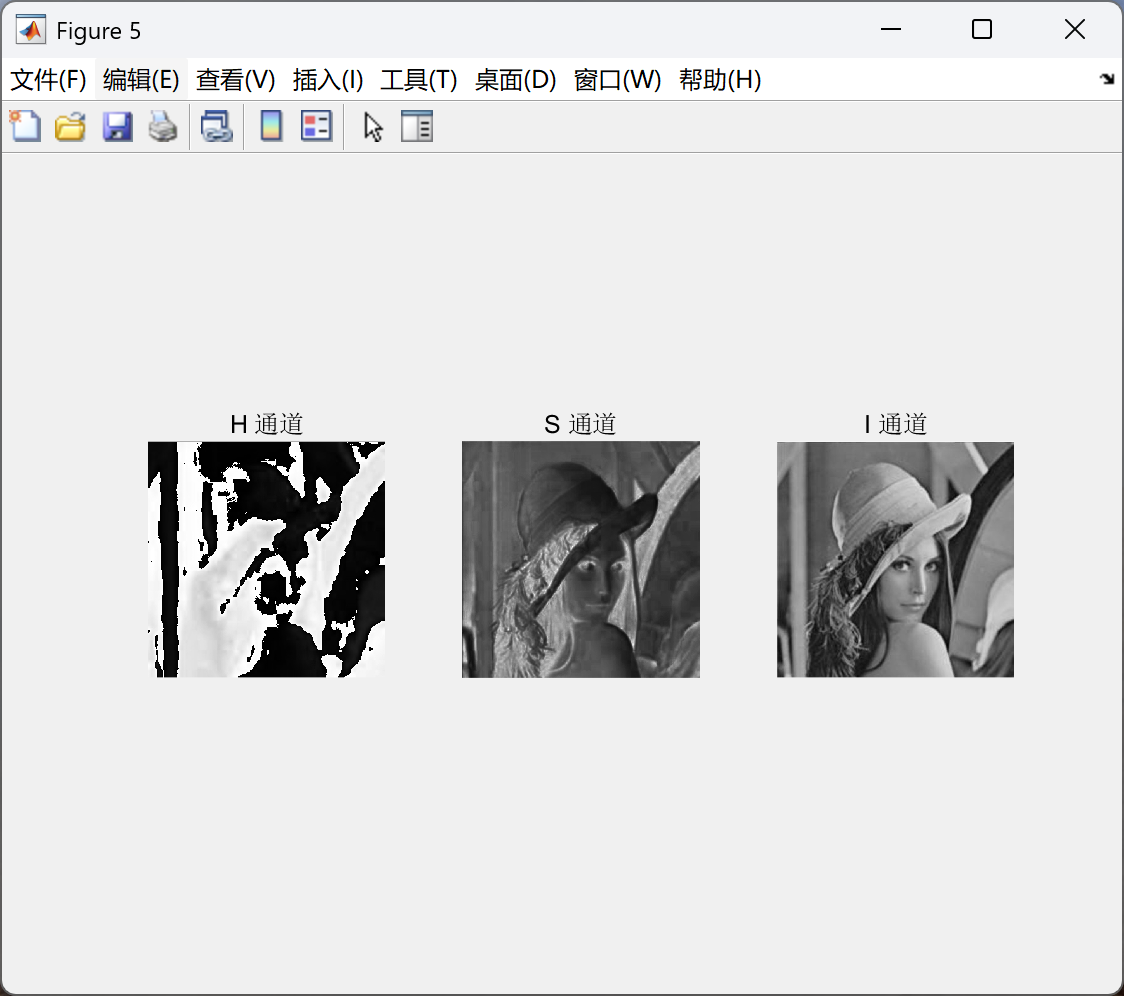 Figure 5
文件(F) 编辑(E) 查看(V) 插入(I) 工具(T) 桌面(D) 窗口(W) 帮助(H)
H 通道 S 通道 I 通道